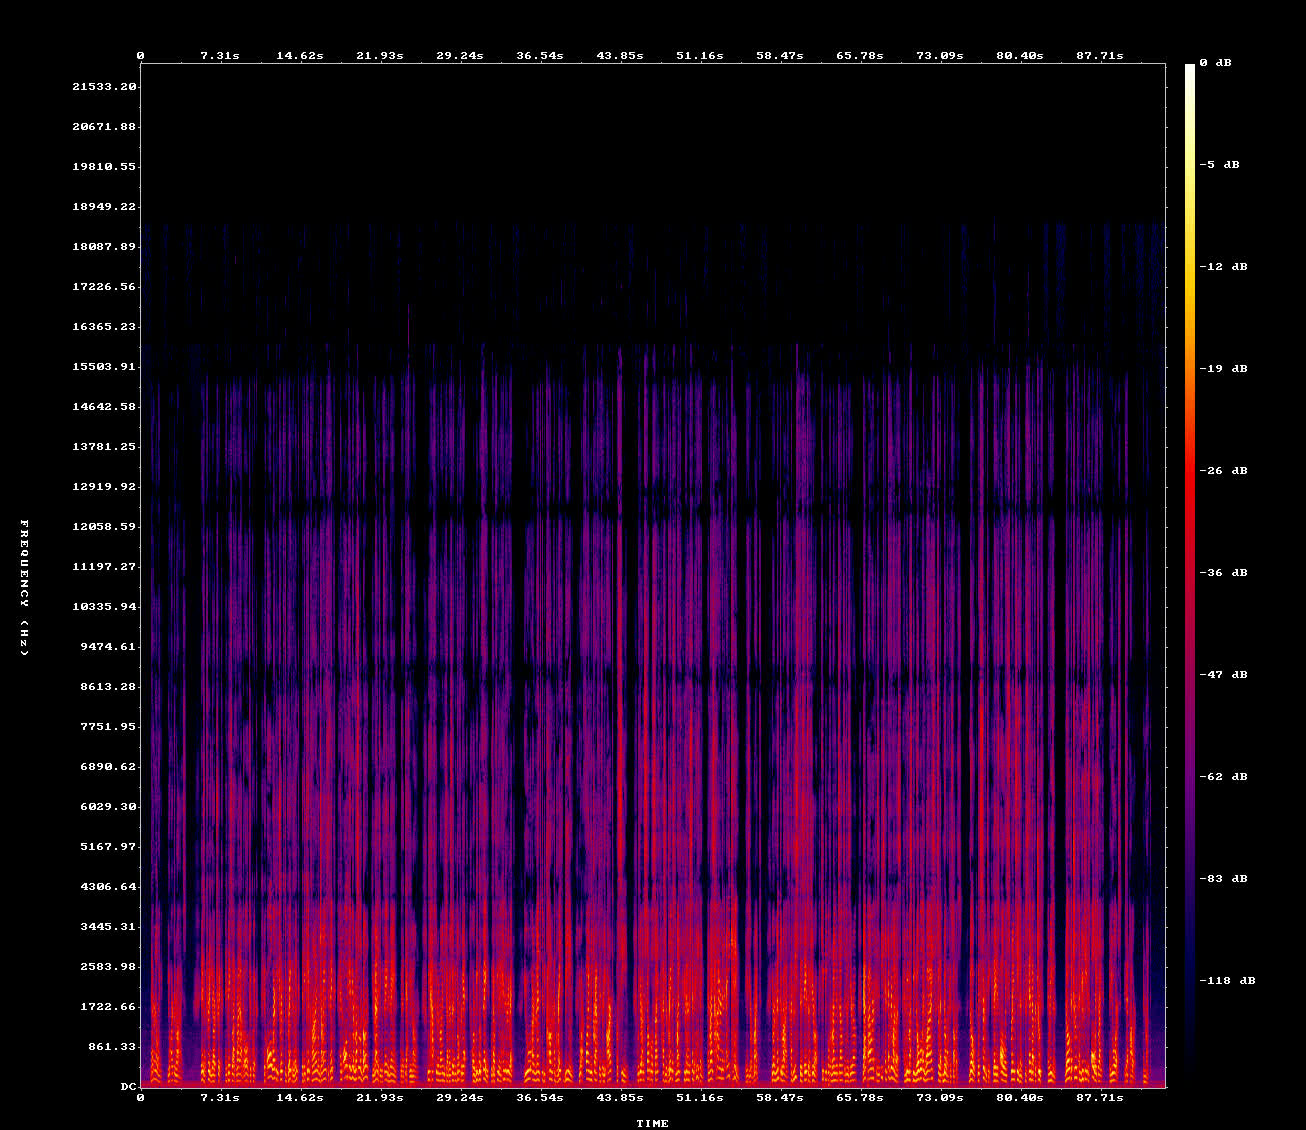 0 7.31s 14.62s 21.93s 29.24s 36.54s 43.85s 51.16s 58.47s 65.78s 73.09s 80.40s 87.71s
0 dB
21533.20
20671.88
19810.55
-5 dB
18949.22
18087.89
-12 dB
17226.56
16365.23
15503.91
-19 dB
14642.58
13781.25
-26 dB
12919.92
12058.59
11197.27
-36 dB
10335.94
FREQUENCY (Hz)
9474.61
-47 dB
8613.28
7751.95
6890.62
-62 dB
6029.30
5167.97
4306.64
-83 dB
3445.31
2583.98
-118 dB
1722.66
861.33
DC
0 7.31s 14.62s 21.93s 29.24s 36.54s 43.85s 51.16s 58.47s 65.78s 73.09s 80.40s 87.71s
TIME